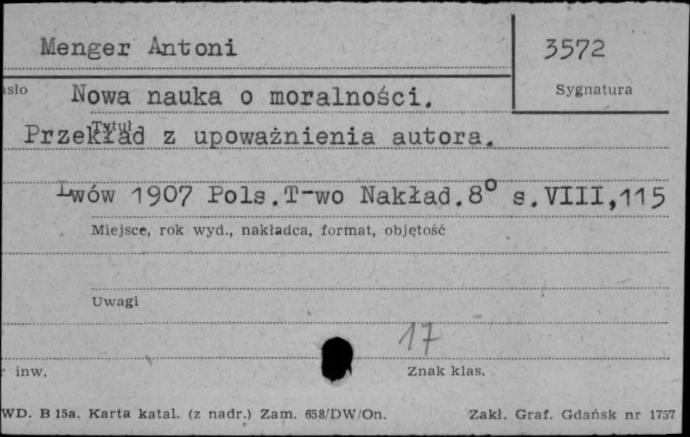 Menger Antoni
3572
Sygnatura
Nowa nauka o moralności.
Tytuł
Przekład z upoważnienia autora.
Lwów 1907 Pols.T-wo Nakład.8° s.VIII,115
Miejsce, rok wyd., nakładca, format, objętość
Uwagi
17
inw.
Znak klas.
WD. B 15a. Karta katal. (z nadr.) Zam. 658/DW/On.
Zakł. Graf. Gdańsk nr 1757